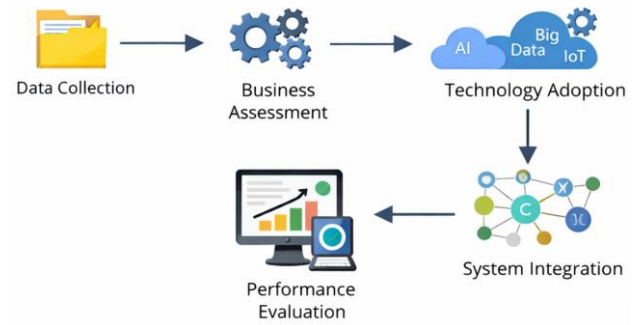 Data Collection
Business
Assessment
AI
Big
Data
IoT
Technology Adoption
C
X
System Integration
Performance
Evaluation